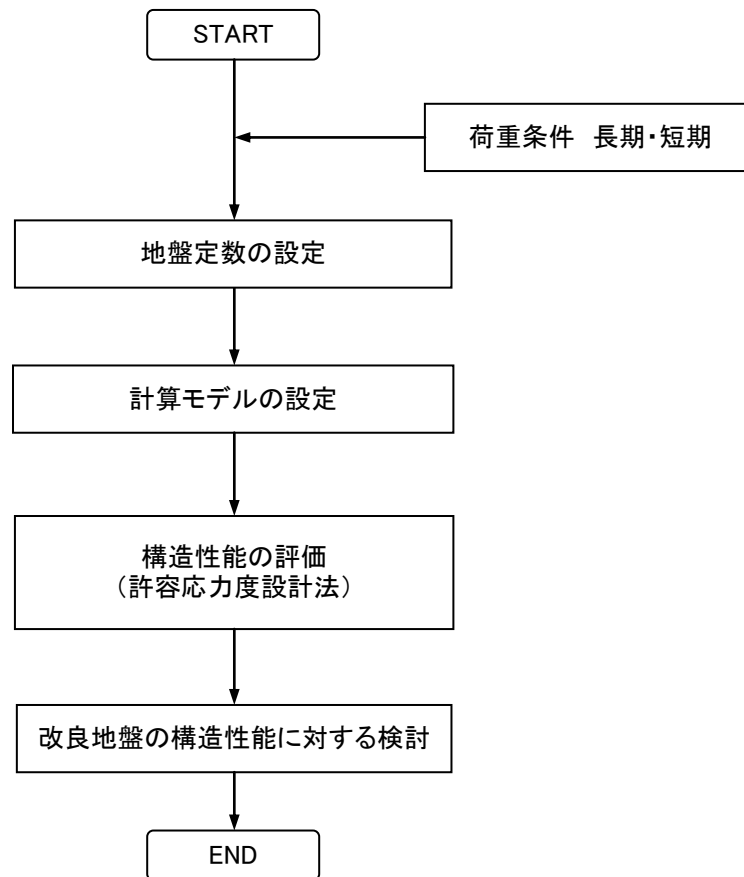 START
荷重条件 長期・短期
地盤定数の設定
計算モデルの設定
構造性能の評価
(許容応力度設計法)
改良地盤の構造性能に対する検討
END